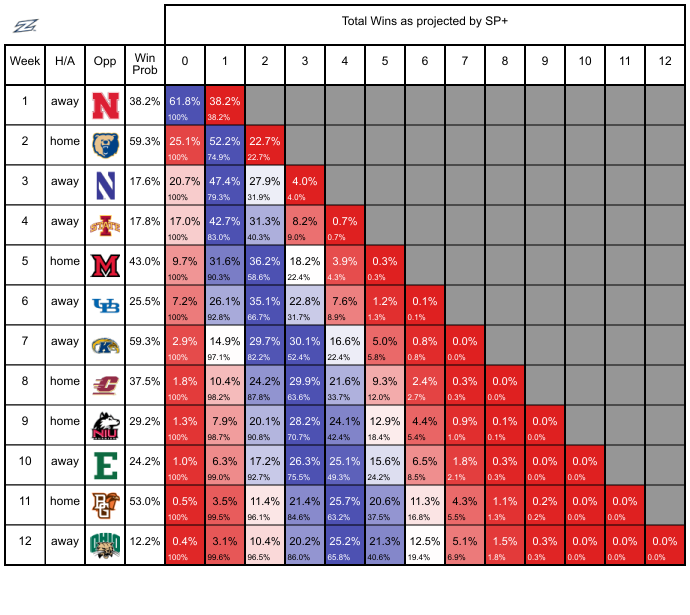 Total Wins as projected by SP+
Week H/A Opp Win Prob 0 1 2 3 4 5 6 7 8 9 10 11 12
1 away N 38.2% 61.8% 38.2%
100% 38.2%
2 home 59.3% 25.1% 52.2% 22.7%
100% 74.9% 22.7%
3 away N 17.6% 20.7% 47.4% 27.9% 4.0%
100% 79.3% 31.9% 4.0%
4 away I STATE 17.8% 17.0% 42.7% 31.3% 8.2% 0.7%
100% 83.0% 40.3% 9.0% 0.7%
5 home M 43.0% 9.7% 31.6% 36.2% 18.2% 3.9% 0.3%
100% 90.3% 58.6% 22.4% 4.3% 0.3%
6 away UB 25.5% 7.2% 26.1% 35.1% 22.8% 7.6% 1.2% 0.1%
100% 92.8% 66.7% 31.7% 8.9% 1.3% 0.1%
7 away K 59.3% 2.9% 14.9% 29.7% 30.1% 16.6% 5.0% 0.8% 0.0%
100% 97.1% 82.2% 52.4% 22.4% 5.8% 0.8% 0.0%
8 home C 37.5% 1.8% 10.4% 24.2% 29.9% 21.6% 9.3% 2.4% 0.3% 0.0%
100% 98.2% 87.8% 63.6% 33.7% 12.0% 2.7% 0.3% 0.0%
9 home NIU 29.2% 1.3% 7.9% 20.1% 28.2% 24.1% 12.9% 4.4% 0.9% 0.1% 0.0%
100% 98.7% 90.8% 70.7% 42.4% 18.4% 5.4% 1.0% 0.1% 0.0%
10 away E 24.2% 1.0% 6.3% 17.2% 26.3% 25.1% 15.6% 6.5% 1.8% 0.3% 0.0% 0.0%
100% 99.0% 92.7% 75.5% 49.3% 24.2% 8.5% 2.1% 0.3% 0.0% 0.0%
11 home BG 53.0% 0.5% 3.5% 11.4% 21.4% 25.7% 20.6% 11.3% 4.3% 1.1% 0.2% 0.0% 0.0%
100% 99.5% 96.1% 84.6% 63.2% 37.5% 16.8% 5.5% 1.3% 0.2% 0.0% 0.0%
12 away OHIO 12.2% 0.4% 3.1% 10.4% 20.2% 25.2% 21.3% 12.5% 5.1% 1.5% 0.3% 0.0% 0.0% 0.0%
100% 99.6% 96.5% 86.0% 65.8% 40.6% 19.4% 6.9% 1.8% 0.3% 0.0% 0.0% 0.0%